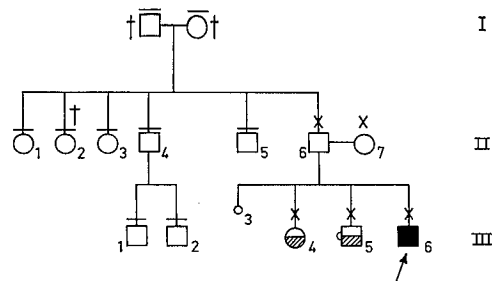 † † I
† 1 2 3 4 5 6 7 II
X X
1 2 3 4 5 6 III
X X X